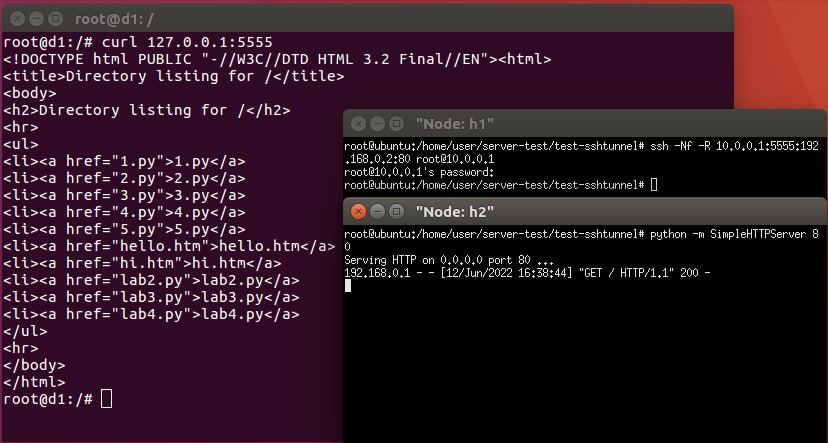 root@d1: /
root@d1:/# curl 127.0.0.1:5555
<!DOCTYPE html PUBLIC "-//W3C//DTD HTML 3.2 Final//EN"><html>
<title>Directory listing for /</title>
<body>
<h2>Directory listing for /</h2>
<hr>
<ul>
<li><a href="1.py">1.py</a>
<li><a href="2.py">2.py</a>
<li><a href="3.py">3.py</a>
<li><a href="4.py">4.py</a>
<li><a href="5.py">5.py</a>
<li><a href="hello.htm">hello.htm</a>
<li><a href="hi.htm">hi.htm</a>
<li><a href="lab2.py">lab2.py</a>
<li><a href="lab3.py">lab3.py</a>
<li><a href="lab4.py">lab4.py</a>
</ul>
<hr>
</body>
</html>
root@d1:/#
"Node: h1"
root@ubuntu:/home/user/server-test/test-sshtunnel# ssh -Nf -R 10.0.0.1:5555:192
.168.0.2:80 root@10.0.0.1
root@10.0.0.1's password:
root@ubuntu:/home/user/server-test/test-sshtunnel#
"Node: h2"
root@ubuntu:/home/user/server-test/test-sshtunnel# python -m SimpleHTTPServer 8
0
Serving HTTP on 0.0.0.0 port 80 ...
192.168.0.1 - - [12/Jun/2022 16:38:44] "GET / HTTP/1.1" 200 -